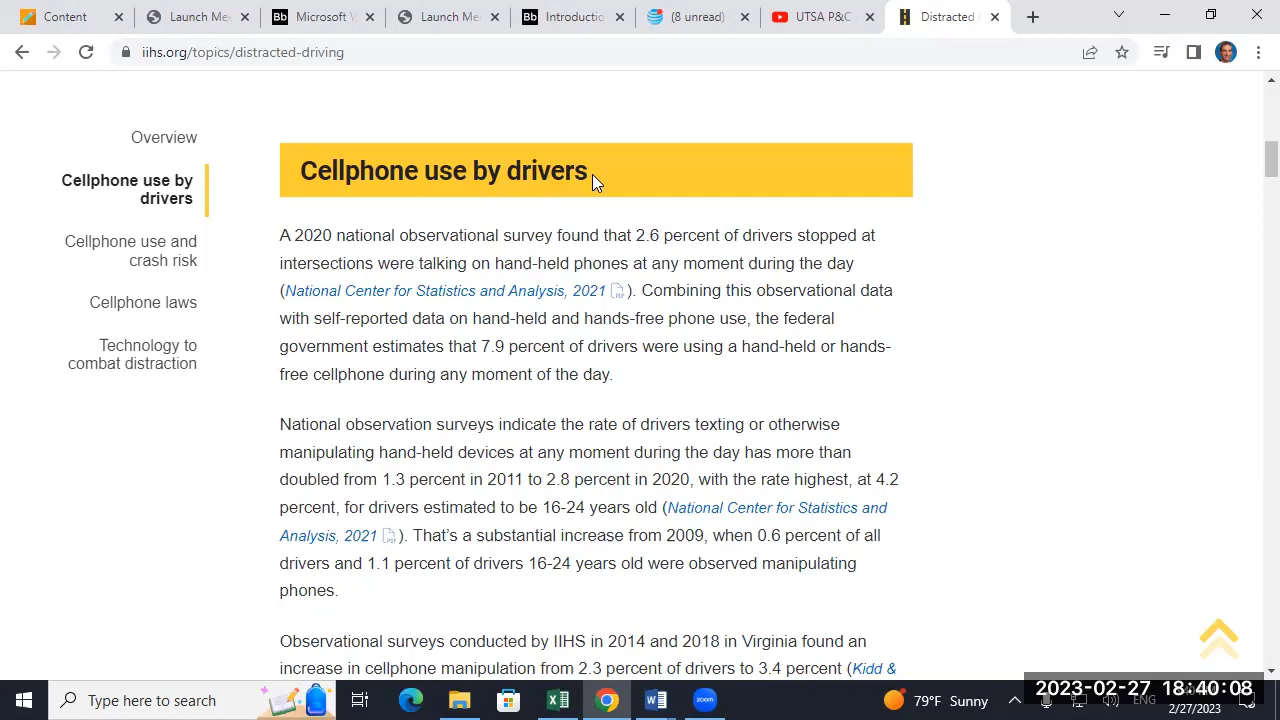 Content
Launch Me
Microsoft W
Launch Me
Introductio
(8 unread)
UTSA P&C
Distracted
iihs.org/topics/distracted-driving
Overview
Cellphone use by
drivers
Cellphone use and
crash risk
Cellphone laws
Technology to
combat distraction
Cellphone use by drivers
A 2020 national observational survey found that 2.6 percent of drivers stopped at
intersections were talking on hand-held phones at any moment during the day
(National Center for Statistics and Analysis, 2021 ). Combining this observational data
with self-reported data on hand-held and hands-free phone use, the federal
government estimates that 7.9 percent of drivers were using a hand-held or hands-
free cellphone during any moment of the day.
National observation surveys indicate the rate of drivers texting or otherwise
manipulating hand-held devices at any moment during the day has more than
doubled from 1.3 percent in 2011 to 2.8 percent in 2020, with the rate highest, at 4.2
percent, for drivers estimated to be 16-24 years old (National Center for Statistics and
Analysis, 2021 ). That's a substantial increase from 2009, when 0.6 percent of all
drivers and 1.1 percent of drivers 16-24 years old were observed manipulating
phones.
Observational surveys conducted by IIHS in 2014 and 2018 in Virginia found an
increase in cellphone manipulation from 2.3 percent of drivers to 3.4 percent (Kidd &
Type here to search
zoom
79°F Sunny
ENG
2023-02-27 18:40:08
2/27/2023